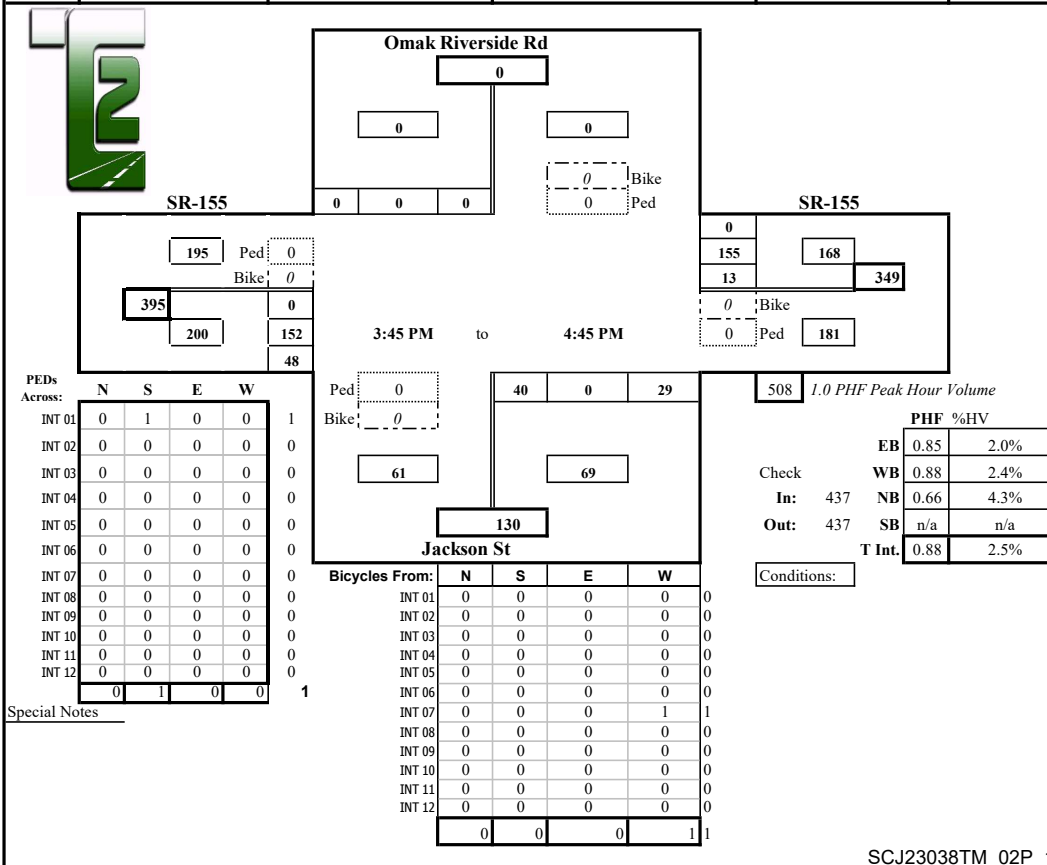 T2
Omak Riverside Rd
0
0 0
0 Bike
0 Ped
SR-155 0 0 0 SR-155
0
195 Ped 0 155 168
Bike 0 13 349
395 0 0 Bike
200 152 3:45 PM to 4:45 PM 0 Ped 181
48
PEDs Across: N S E W Ped 0 40 0 29 508 1.0 PHF Peak Hour Volume
INT 01 0 1 0 0 1 Bike 0 PHF %HV
INT 02 0 0 0 0 0 EB 0.85 2.0%
INT 03 0 0 0 0 0 61 69 Check WB 0.88 2.4%
INT 04 0 0 0 0 0 In: 437 NB 0.66 4.3%
INT 05 0 0 0 0 0 130 Out: 437 SB n/a n/a
INT 06 0 0 0 0 0 Jackson St T Int. 0.88 2.5%
INT 07 0 0 0 0 0 Bicycles From: N S E W Conditions:
INT 08 0 0 0 0 0 INT 01 0 0 0 0 0
INT 09 0 0 0 0 0 INT 02 0 0 0 0 0
INT 10 0 0 0 0 0 INT 03 0 0 0 0 0
INT 11 0 0 0 0 0 INT 04 0 0 0 0 0
INT 12 0 0 0 0 0 INT 05 0 0 0 0 0
0 1 0 0 1 INT 06 0 0 0 0 0
Special Notes INT 07 0 0 0 1 1
INT 08 0 0 0 0 0
INT 09 0 0 0 0 0
INT 10 0 0 0 0 0
INT 11 0 0 0 0 0
INT 12 0 0 0 0 0
0 0 0 1 1
SCJ23038TM_02P